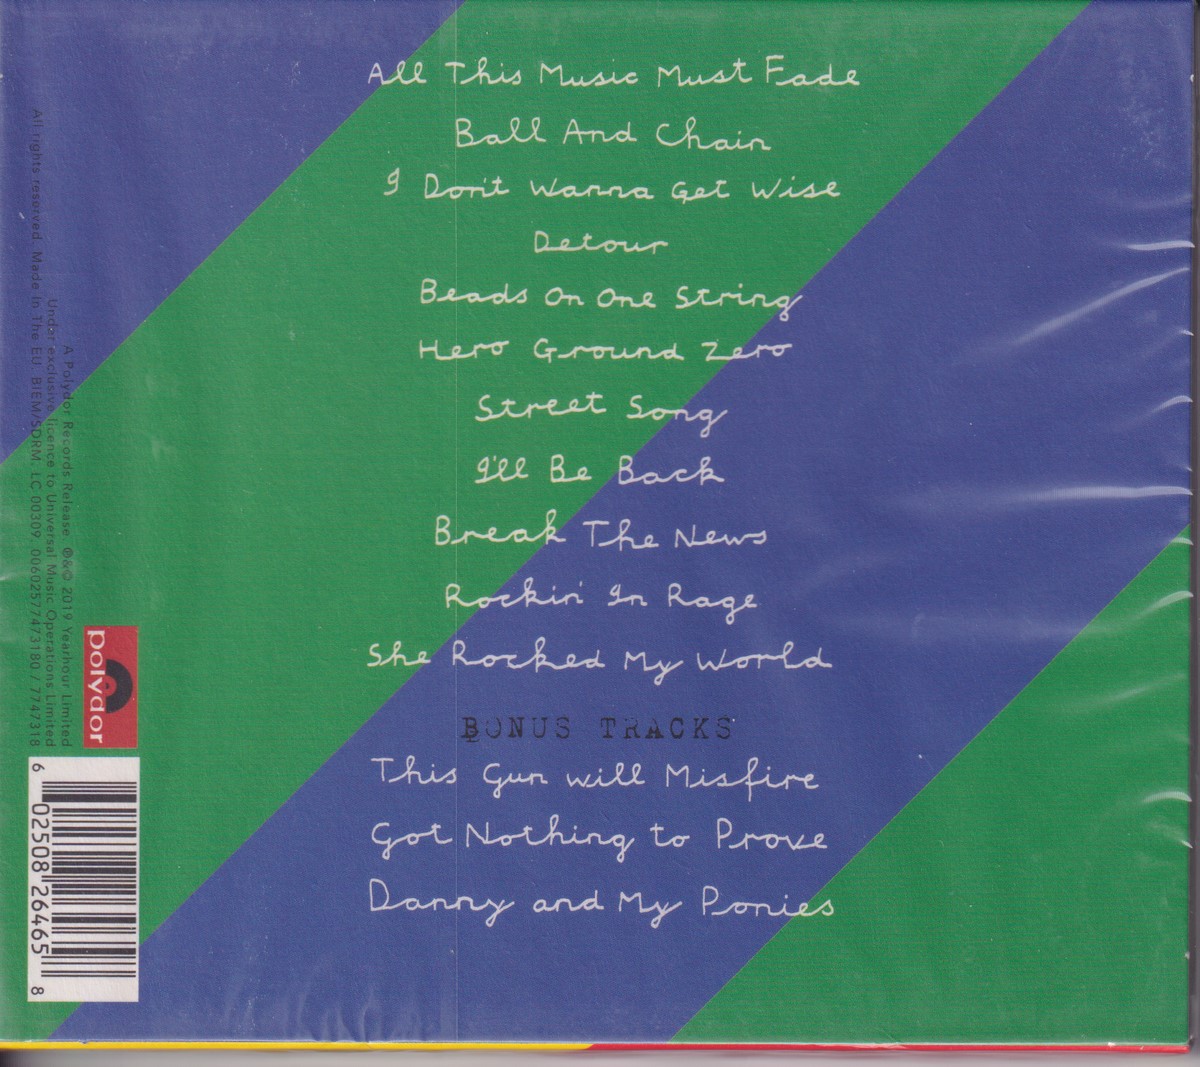 All This Music Must Fade
Ball And Chain
I Don't Wanna Get Wise
Detour
Beads On One String
Hero Ground Zero
Street Song
I'll Be Back
Break The News
Rockin' In Rage
She Rocked My World
BONUS TRACKS
This Gun will Misfire
Got Nothing to Prove
Danny and My Ponies
A Polydor Records Release. ℗&© 2019 Yearhour Limited
Under exclusive licence to Universal Music Operations Limited
All rights reserved. Made In The EU. BIEM/SDRM. LC 00309. 00602577473180 / 7747318
polydor
6 02508 26465 8